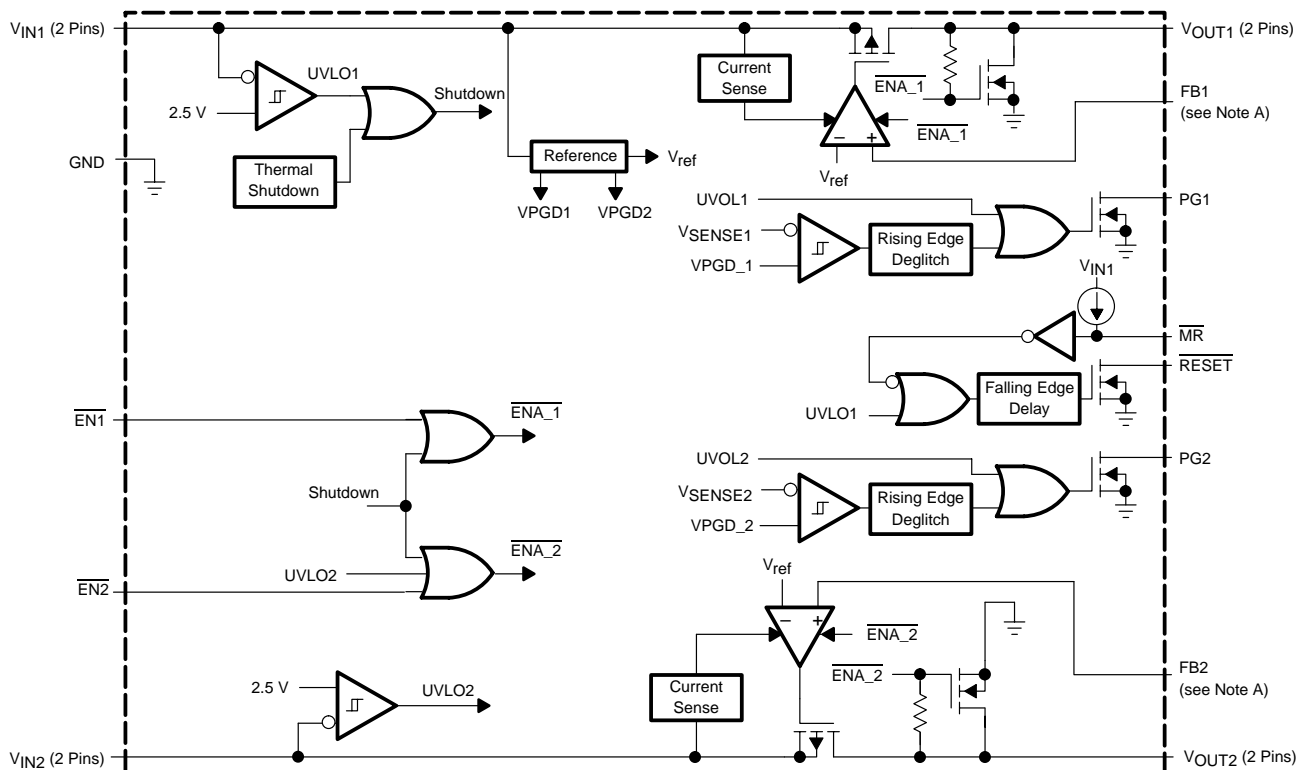 VIN1 (2 Pins)
VOUT1 (2 Pins)
UVLO1
2.5 V
Shutdown
Thermal
Shutdown
GND
Reference
Vref
VPGD1
VPGD2
Current
Sense
ENA_1
ENA_1
−
+
Vref
FB1
(see Note A)
UVOL1
VSENSE1
VPGD_1
Rising Edge
Deglitch
PG1
VIN1
MR
RESET
Falling Edge
Delay
UVLO1
EN1
ENA_1
Shutdown
ENA_2
UVLO2
EN2
UVOL2
VSENSE2
VPGD_2
Rising Edge
Deglitch
PG2
Vref
−
+
ENA_2
ENA_2
Current
Sense
FB2
(see Note A)
2.5 V
UVLO2
VIN2 (2 Pins)
VOUT2 (2 Pins)